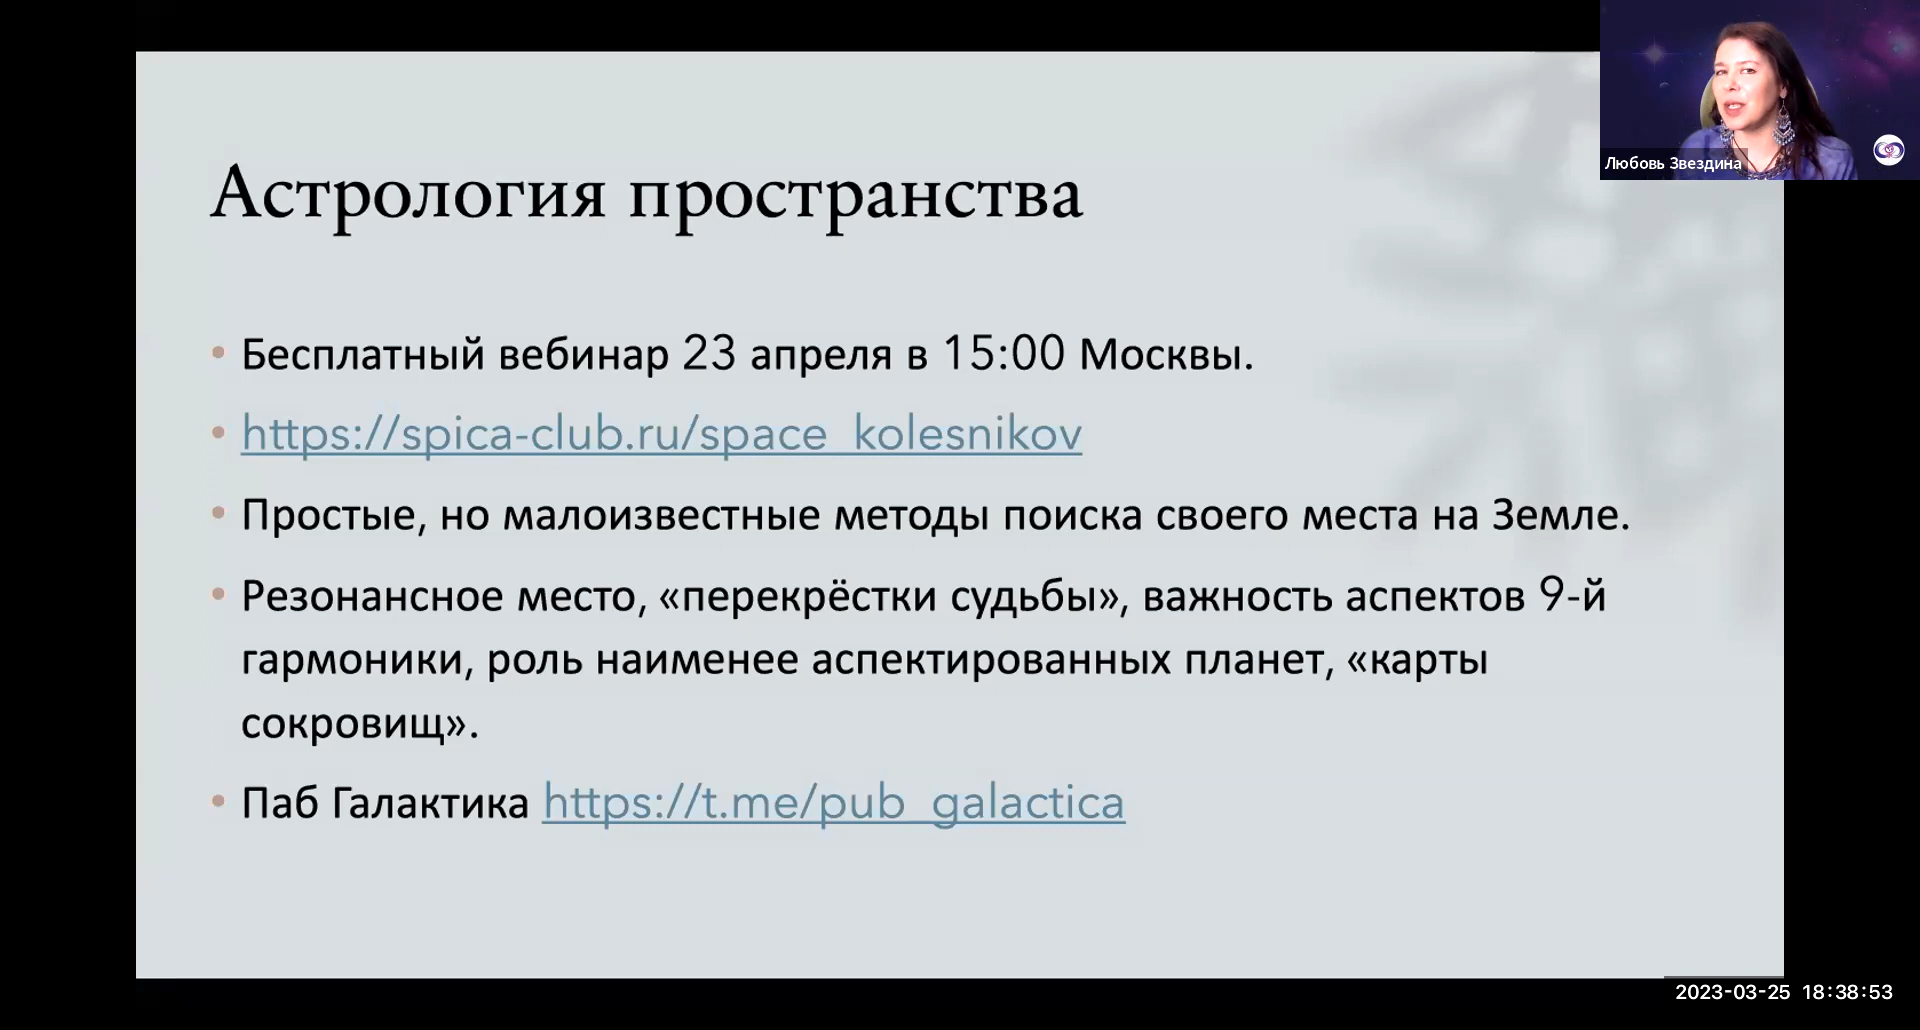 Любовь Звездина
Астрология пространства
• Бесплатный вебинар 23 апреля в 15:00 Москвы.
• https://spica-club.ru/space_kolesnikov
• Простые, но малоизвестные методы поиска своего места на Земле.
• Резонансное место, «перекрёстки судьбы», важность аспектов 9-й
гармоники, роль наименее аспектированных планет, «карты
сокровищ».
• Паб Галактика https://t.me/pub_galactica
2023-03-25 18:38:53